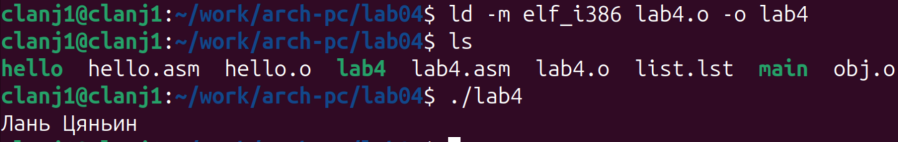 clanj1@clanj1:~/work/arch-pc/lab04$ ld -m elf_i386 lab4.o -o lab4
clanj1@clanj1:~/work/arch-pc/lab04$ ls
hello hello.asm hello.o lab4 lab4.asm lab4.o list.lst main obj.o
clanj1@clanj1:~/work/arch-pc/lab04$ ./lab4
Лань Цяньин